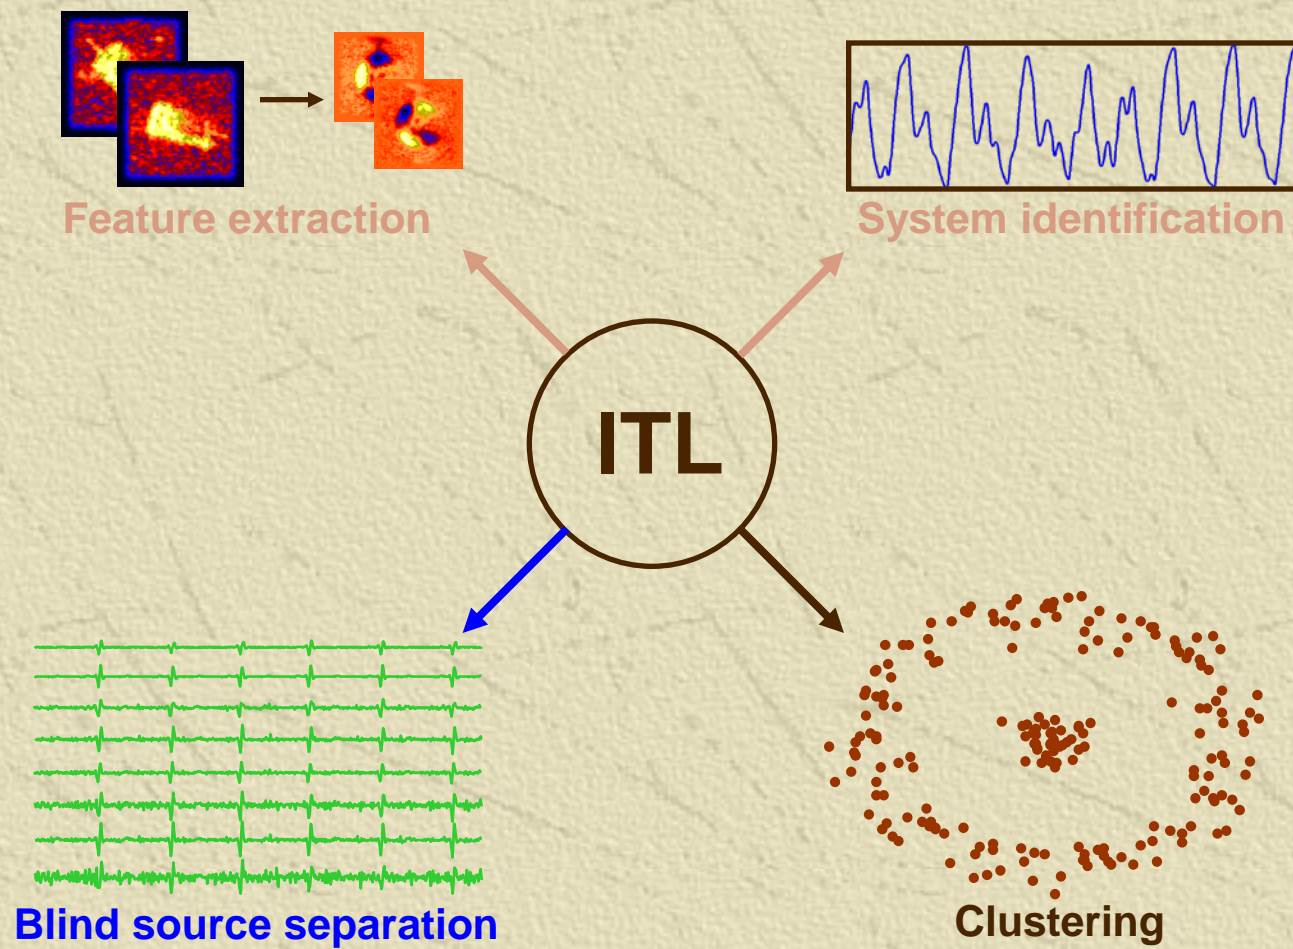 Feature extraction
System identification
ITL
Blind source separation
Clustering